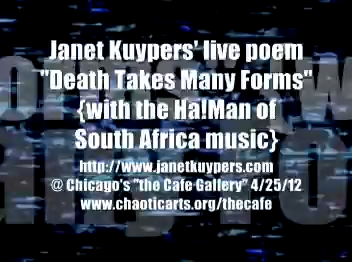 Janet Kuypers' live poem
"Death Takes Many Forms"
{with the Ha!Man of
South Africa music}
http://www.janetkuypers.com
@ Chicago's "the Cafe Gallery" 4/25/12
www.chaoticarts.org/thecafe